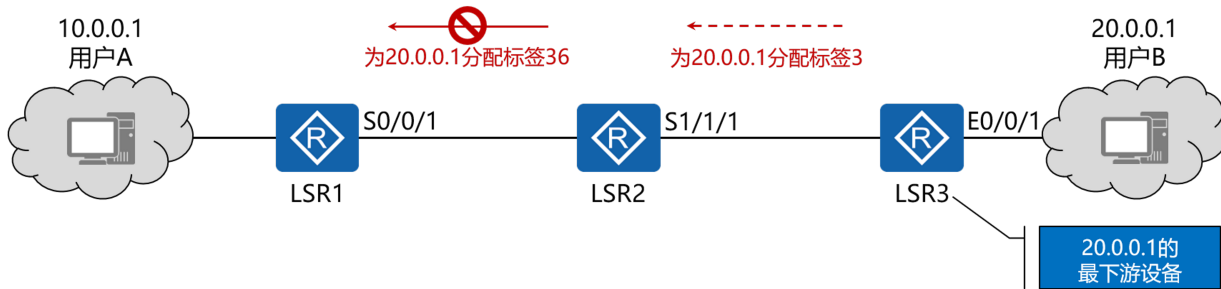 10.0.0.1
用户A
为20.0.0.1分配标签36
为20.0.0.1分配标签3
20.0.0.1
用户B
R
S0/0/1
R
S1/1/1
R
E0/0/1
LSR1
LSR2
LSR3
20.0.0.1的
最下游设备